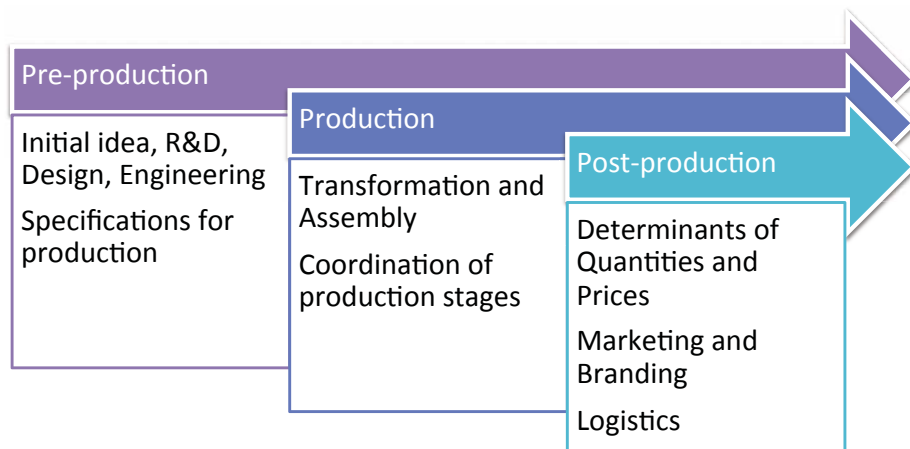 Pre-production
Initial idea, R&D,
Design, Engineering
Specifications for
production
Production
Transformation and
Assembly
Coordination of
production stages
Post-production
Determinants of
Quantities and
Prices
Marketing and
Branding
Logistics